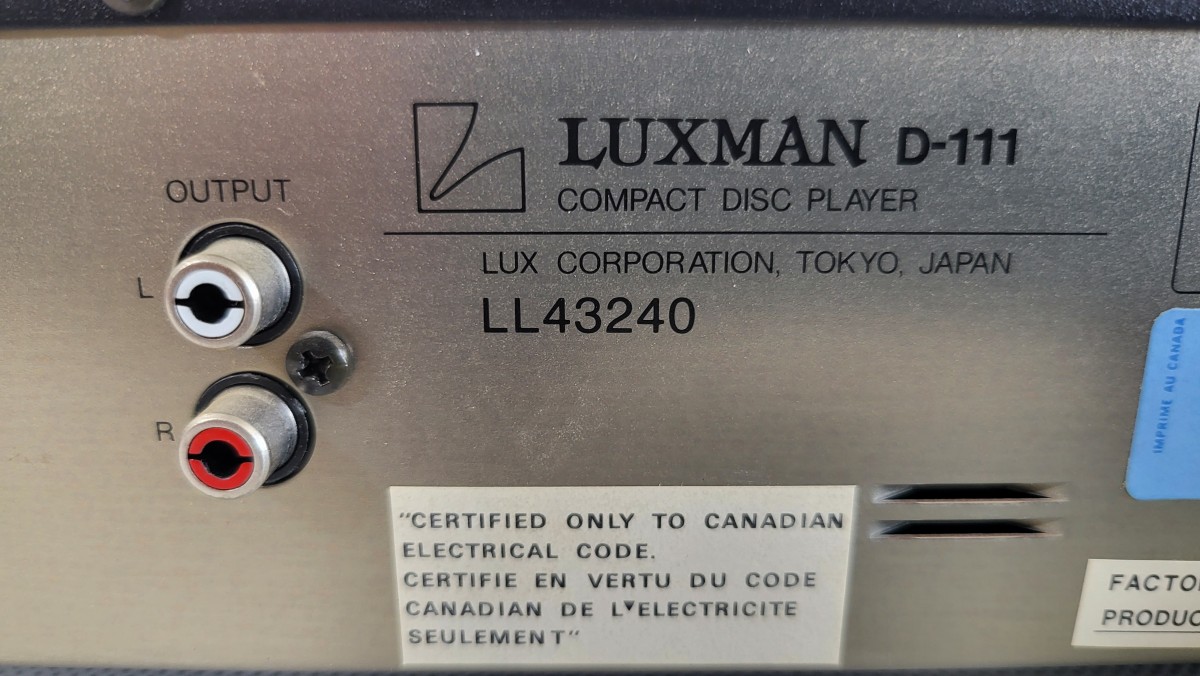 LUXMAN D-111
COMPACT DISC PLAYER
LUX CORPORATION, TOKYO, JAPAN
LL43240
OUTPUT
L
R
"CERTIFIED ONLY TO CANADIAN
ELECTRICAL CODE.
CERTIFIE EN VERTU DU CODE
CANADIAN DE L'ELECTRICITE
SEULEMENT"
IMPRIME AU CANADA